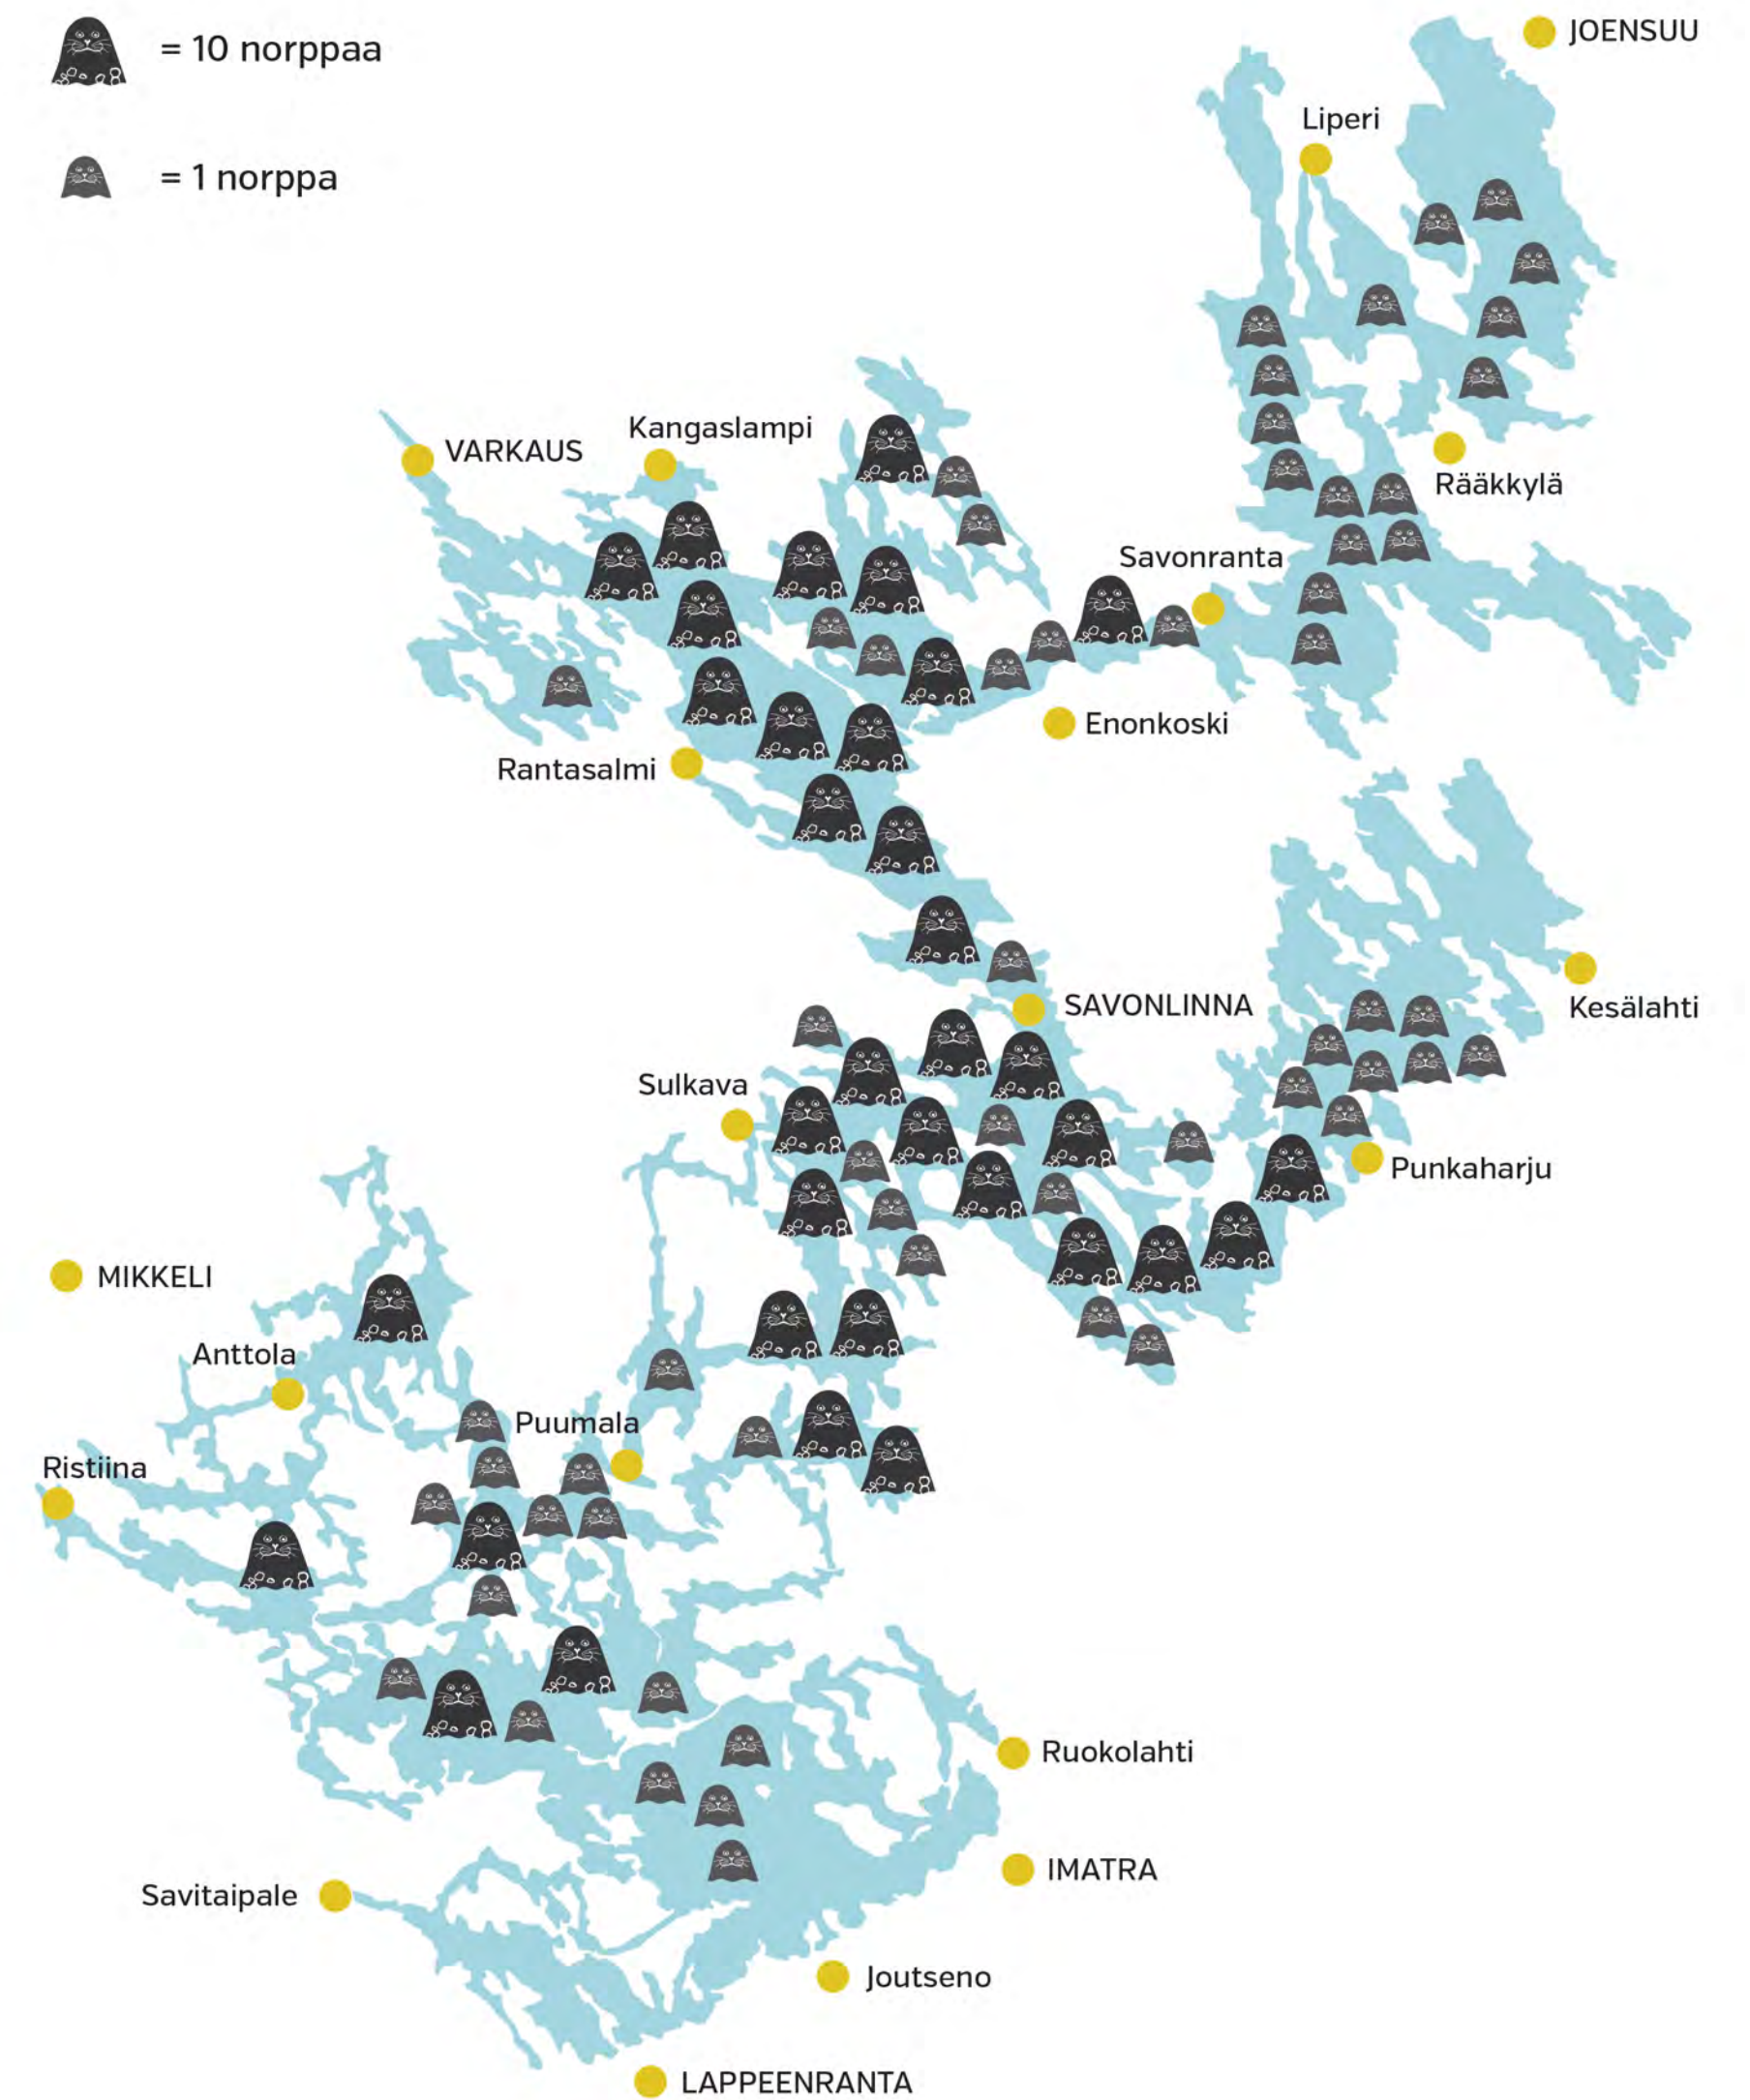 = 10 norppaa
JOENSUU
Liperi
= 1 norppa
Kangaslampi
VARKAUS
Rääkkylä
Savonranta
Enonkoski
Rantasalmi
SAVONLINNA
Kesälahti
Sulkava
Punkaharju
MIKKELI
Anttola
Puumala
Ristiina
Ruokolahti
IMATRA
Savitaipale
Joutseno
LAPPEENRANTA